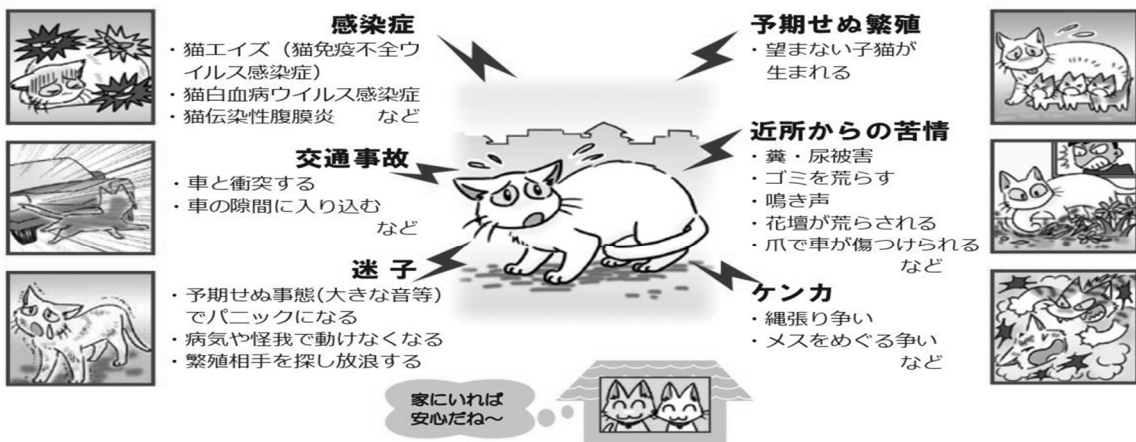 感染症
・猫エイズ（猫免疫不全ウ
イルス感染症）
・猫白血病ウイルス感染症
・猫伝染性腹膜炎　など
交通事故
・車と衝突する
・車の隙間に入り込む
など
迷子
・予期せぬ事態(大きな音等)
でパニックになる
・病気や怪我で動けなくなる
・繁殖相手を探し放浪する
予期せぬ繁殖
・望まない子猫が
生まれる
近所からの苦情
・糞・尿被害
・ゴミを荒らす
・鳴き声
・花壇が荒らされる
・爪で車が傷つけられる
など
ケンカ
・縄張り争い
・メスをめぐる争い
など
家にいれば
安心だね～